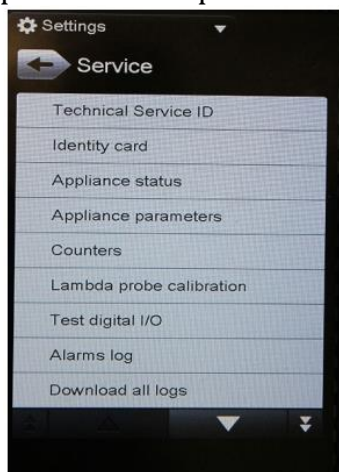 Settings
Service
Technical Service ID
Identity card
Appliance status
Appliance parameters
Counters
Lambda probe calibration
Test digital I/O
Alarms log
Download all logs